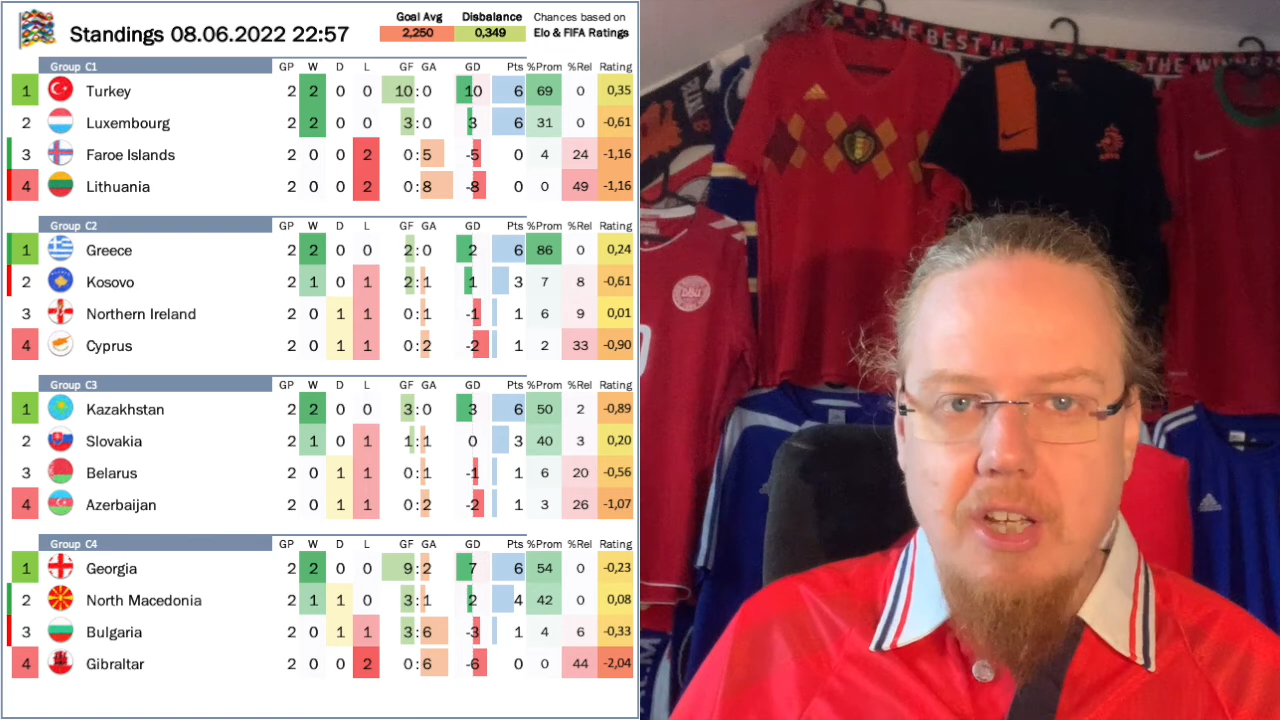 Standings 08.06.2022 22:57
Goal Avg Disbalance Chances based on
2,250 0,349 Elo & FIFA Ratings
Group C1 GP W D L GF GA GD Pts %Prom %Rel Rating
1 Turkey 2 2 0 0 10:0 10 6 69 0 0,35
2 Luxembourg 2 2 0 0 3:0 3 6 31 0 -0,61
3 Faroe Islands 2 0 0 2 0:5 -5 0 4 24 -1,16
4 Lithuania 2 0 0 2 0:8 -8 0 0 49 -1,16
Group C2 GP W D L GF GA GD Pts %Prom %Rel Rating
1 Greece 2 2 0 0 2:0 2 6 86 0 0,24
2 Kosovo 2 1 0 1 2:1 1 3 7 8 -0,61
3 Northern Ireland 2 0 1 1 0:1 -1 1 6 9 0,01
4 Cyprus 2 0 1 1 0:2 -2 1 2 33 -0,90
Group C3 GP W D L GF GA GD Pts %Prom %Rel Rating
1 Kazakhstan 2 2 0 0 3:0 3 6 50 2 -0,89
2 Slovakia 2 1 0 1 1:1 0 3 40 3 0,20
3 Belarus 2 0 1 1 0:1 -1 1 6 20 -0,56
4 Azerbaijan 2 0 1 1 0:2 -2 1 3 26 -1,07
Group C4 GP W D L GF GA GD Pts %Prom %Rel Rating
1 Georgia 2 2 0 0 9:2 7 6 54 0 -0,23
2 North Macedonia 2 1 1 0 3:1 2 4 42 0 0,08
3 Bulgaria 2 0 1 1 3:6 -3 1 4 6 -0,33
4 Gibraltar 2 0 0 2 0:6 -6 0 0 44 -2,04
THE BEST
THE WINNER
DBU